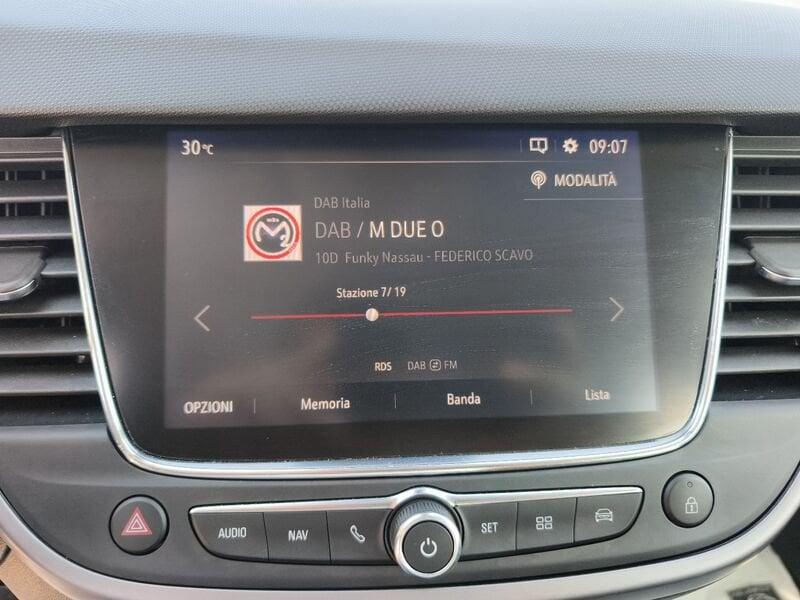 30°C 09:07
MODALITÀ
DAB Italia
DAB / M DUE O
10D Funky Nassau - FEDERICO SCAVO
Stazione 7/19
RDS DAB FM
OPZIONI Memoria Banda Lista
AUDIO NAV SET